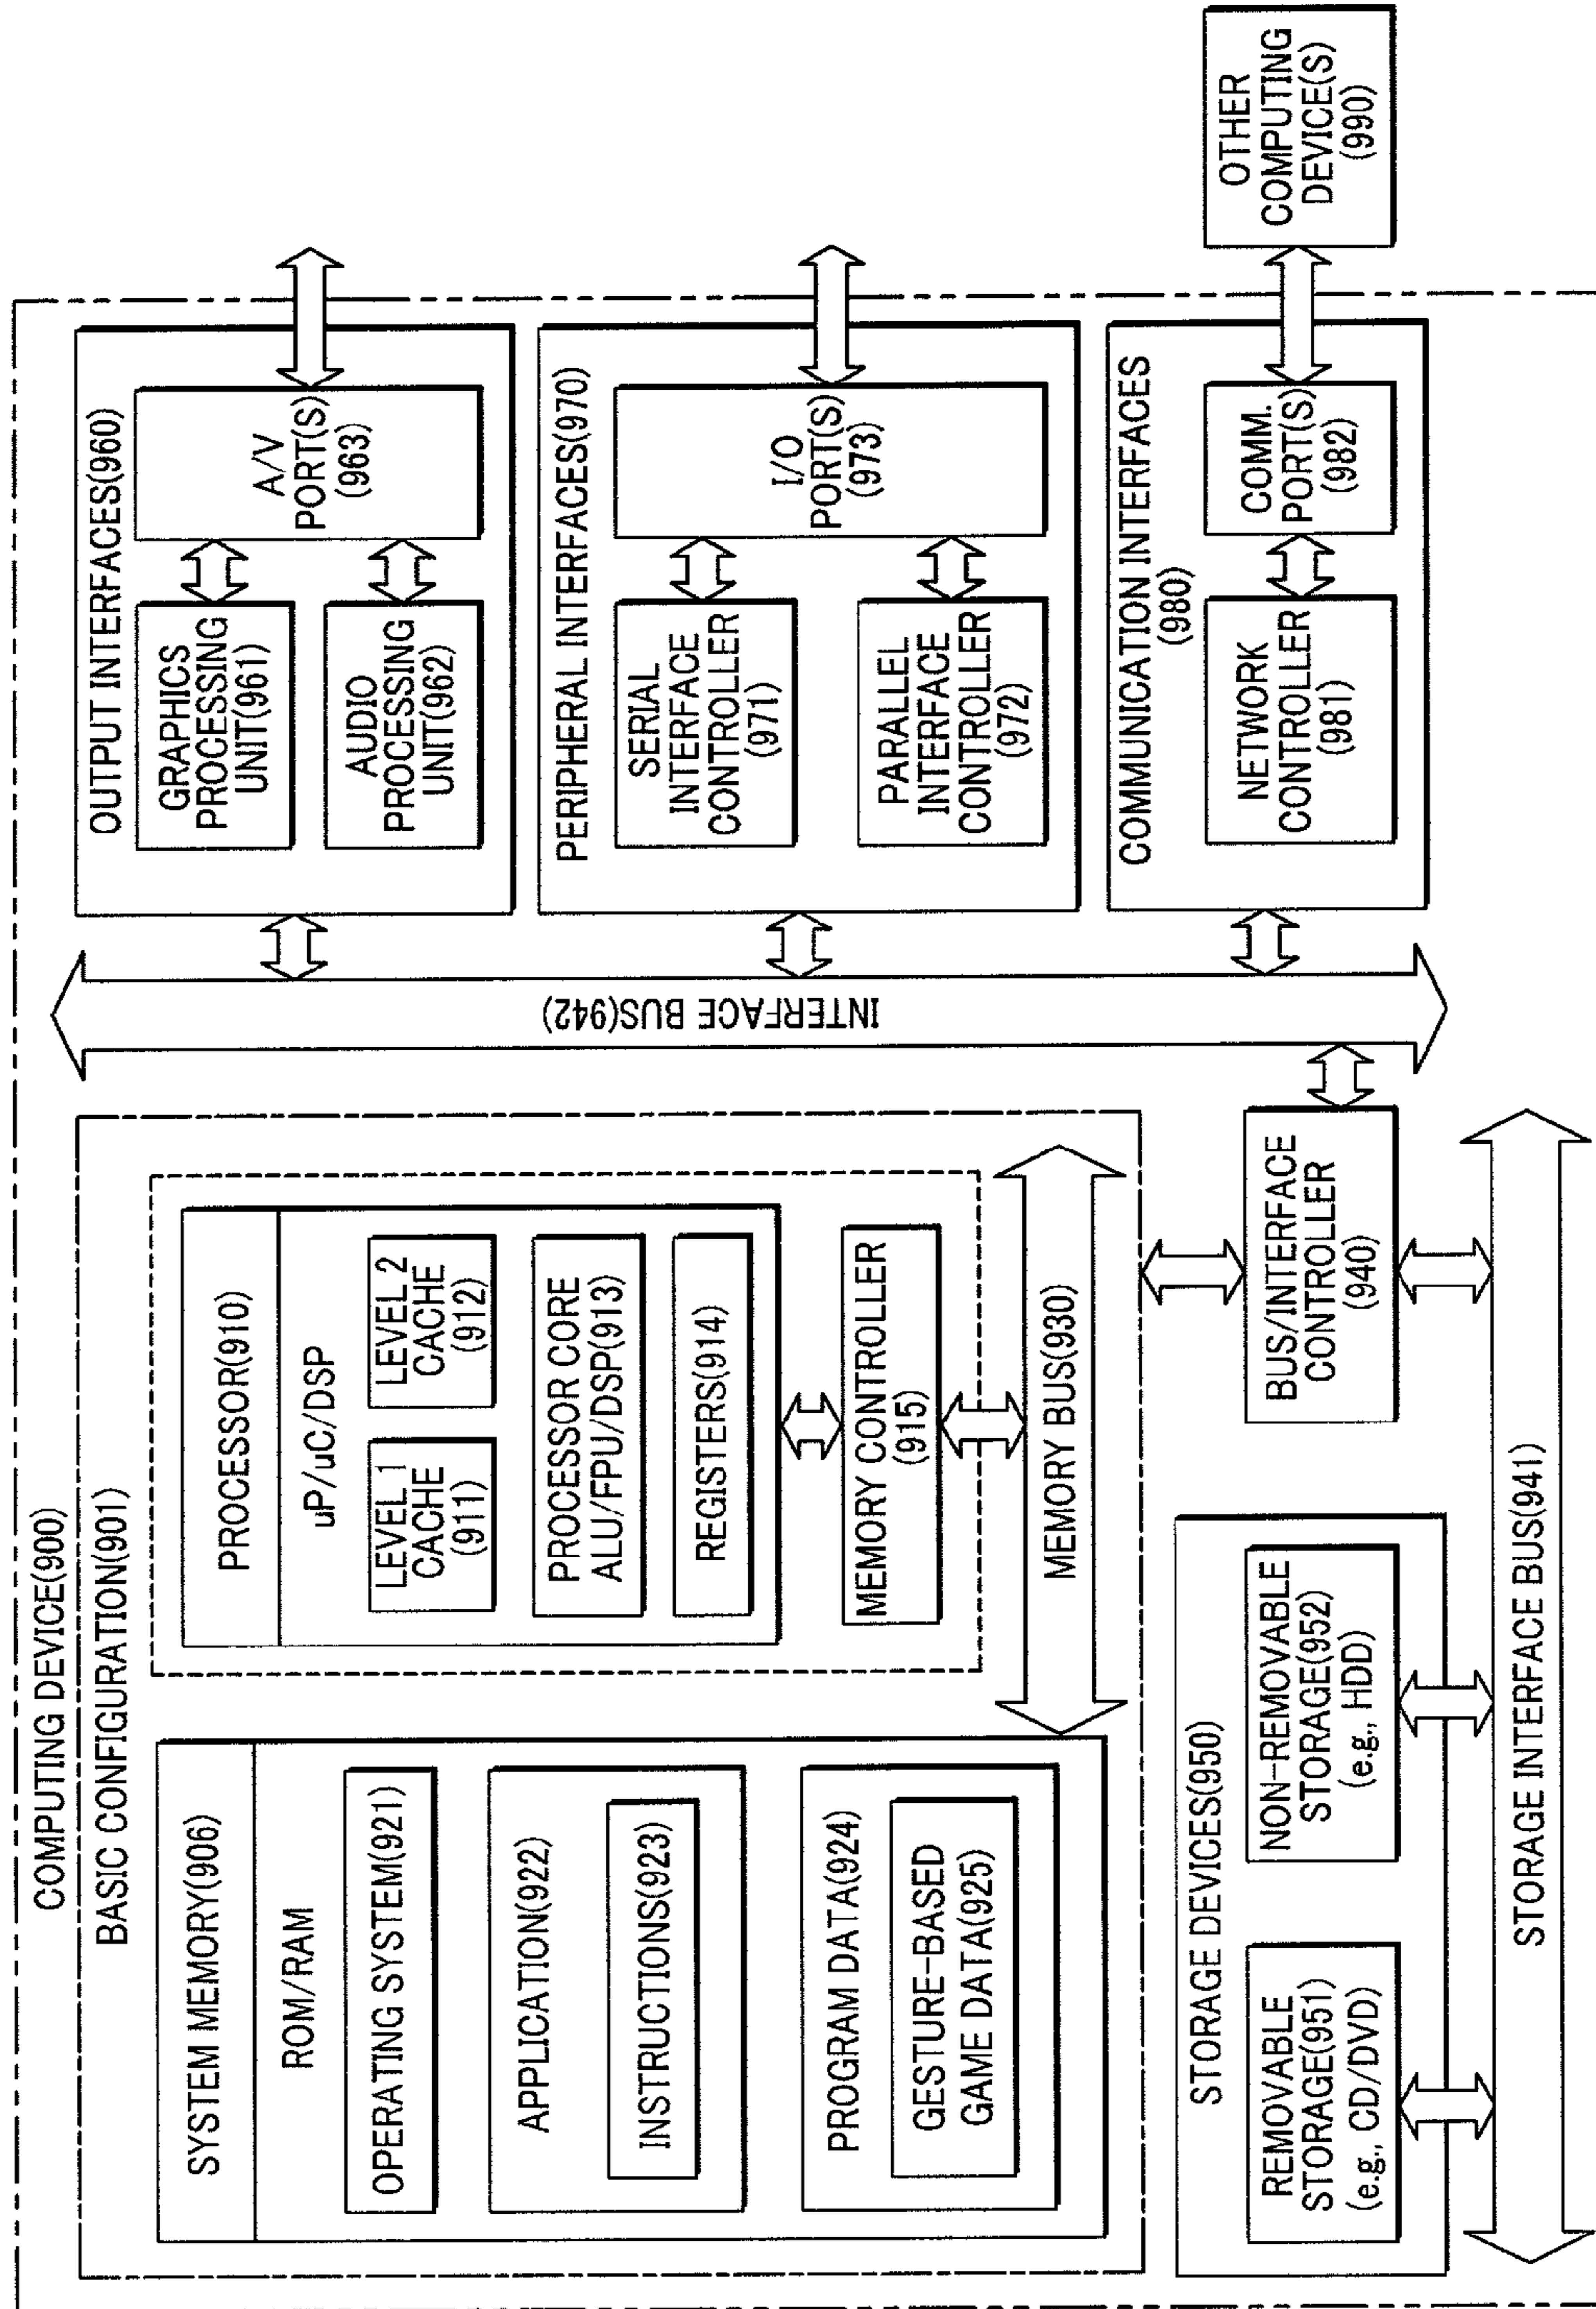 COMPUTING DEVICE(900)
BASIC CONFIGURATION(901)
SYSTEM MEMORY(906)
ROM/RAM
OPERATING SYSTEM(921)
APPLICATION(922)
INSTRUCTIONS(923)
PROGRAM DATA(924)
GESTURE-BASED
GAME DATA(925)
PROCESSOR(910)
uP/uC/DSP
LEVEL 1
CACHE
(911)
LEVEL 2
CACHE
(912)
PROCESSOR CORE
ALU/FPU/DSP(913)
REGISTERS(914)
MEMORY CONTROLLER
(915)
MEMORY BUS(930)
BUS/INTERFACE
CONTROLLER
(940)
STORAGE DEVICES(950)
REMOVABLE
STORAGE(951)
(e.g., CD/DVD)
NON-REMOVABLE
STORAGE(952)
(e.g., HDD)
STORAGE INTERFACE BUS(941)
INTERFACE BUS(942)
OUTPUT INTERFACES(960)
GRAPHICS
PROCESSING
UNIT(961)
AUDIO
PROCESSING
UNIT(962)
A/V
PORT(S)
(963)
PERIPHERAL INTERFACES(970)
SERIAL
INTERFACE
CONTROLLER
(971)
PARALLEL
INTERFACE
CONTROLLER
(972)
I/O
PORT(S)
(973)
COMMUNICATION INTERFACES
(980)
NETWORK
CONTROLLER
(981)
COMM.
PORT(S)
(982)
OTHER
COMPUTING
DEVICE(S)
(990)